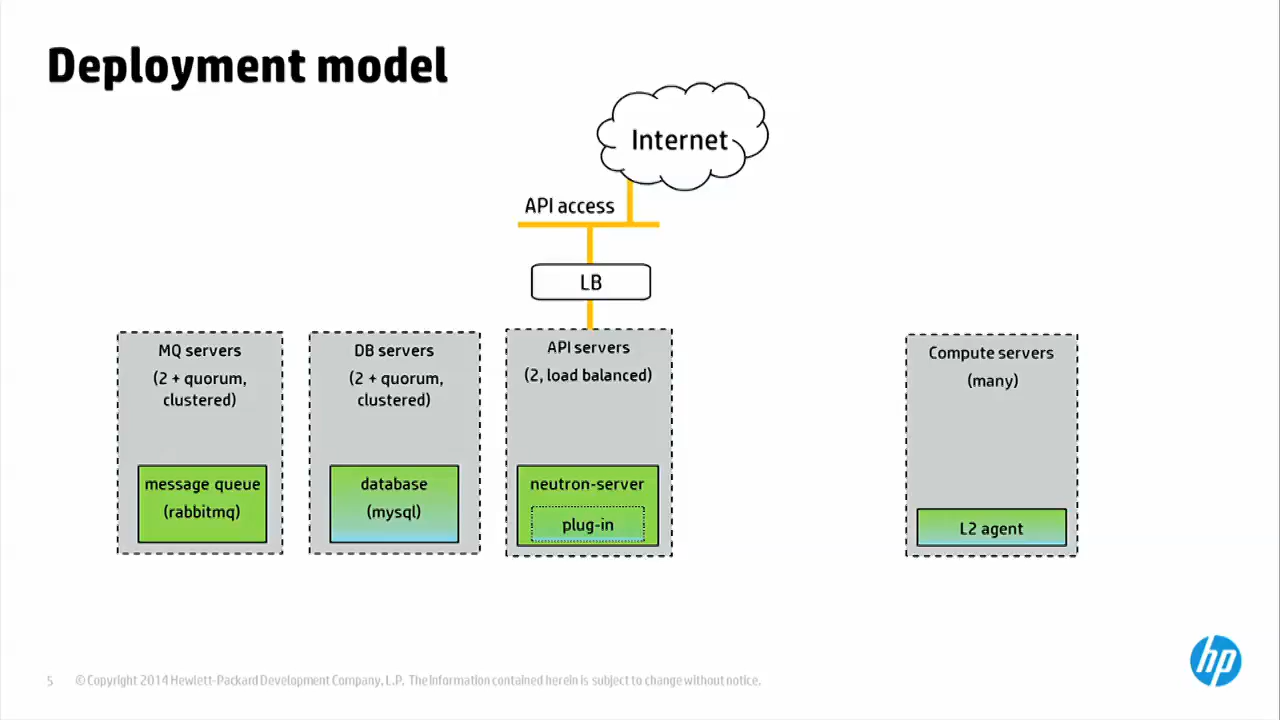 Deployment model
Internet
API access
LB
MQ servers
(2 + quorum,
clustered)
message queue
(rabbitmq)
DB servers
(2 + quorum,
clustered)
database
(mysql)
API servers
(2, load balanced)
neutron-server
plug-in
Compute servers
(many)
L2 agent
hp
5 © Copyright 2014 Hewlett-Packard Development Company, L.P. The information contained herein is subject to change without notice.